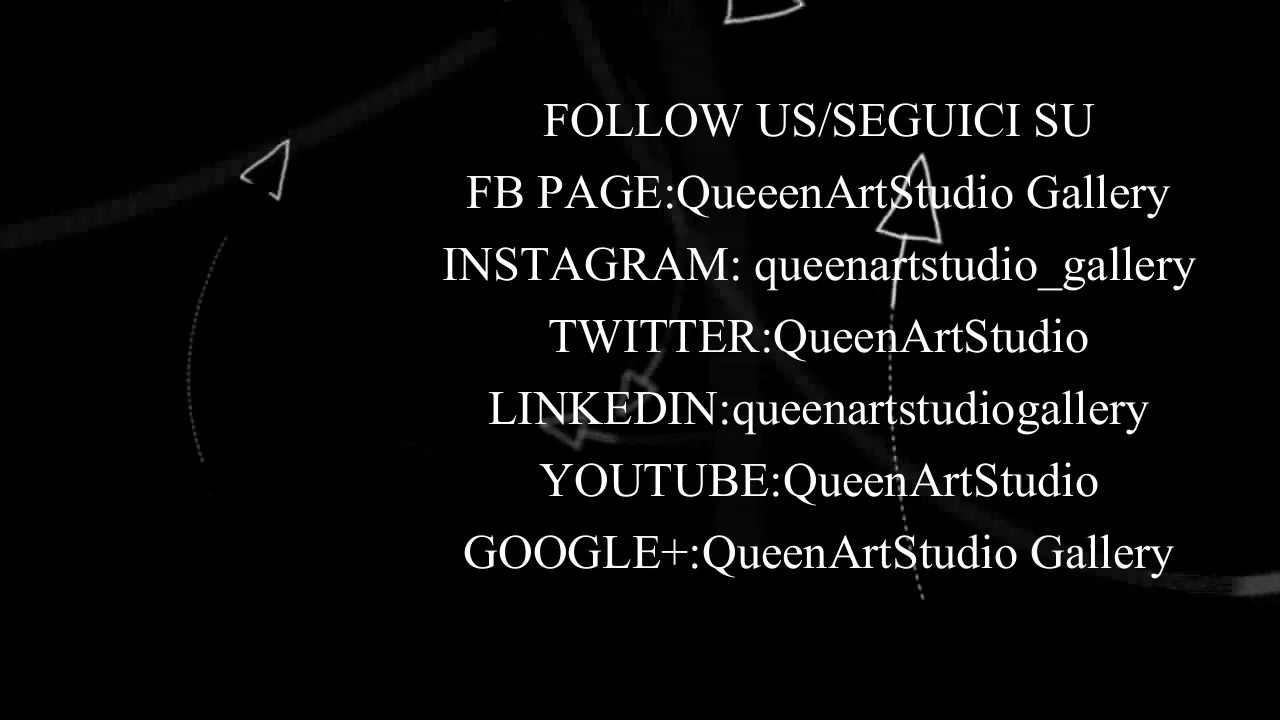 FOLLOW US/SEGUICI SU
FB PAGE:QueeenArtStudio Gallery
INSTAGRAM: queenartstudio_gallery
TWITTER:QueenArtStudio
LINKEDIN:queenartstudiogallery
YOUTUBE:QueenArtStudio
GOOGLE+:QueenArtStudio Gallery